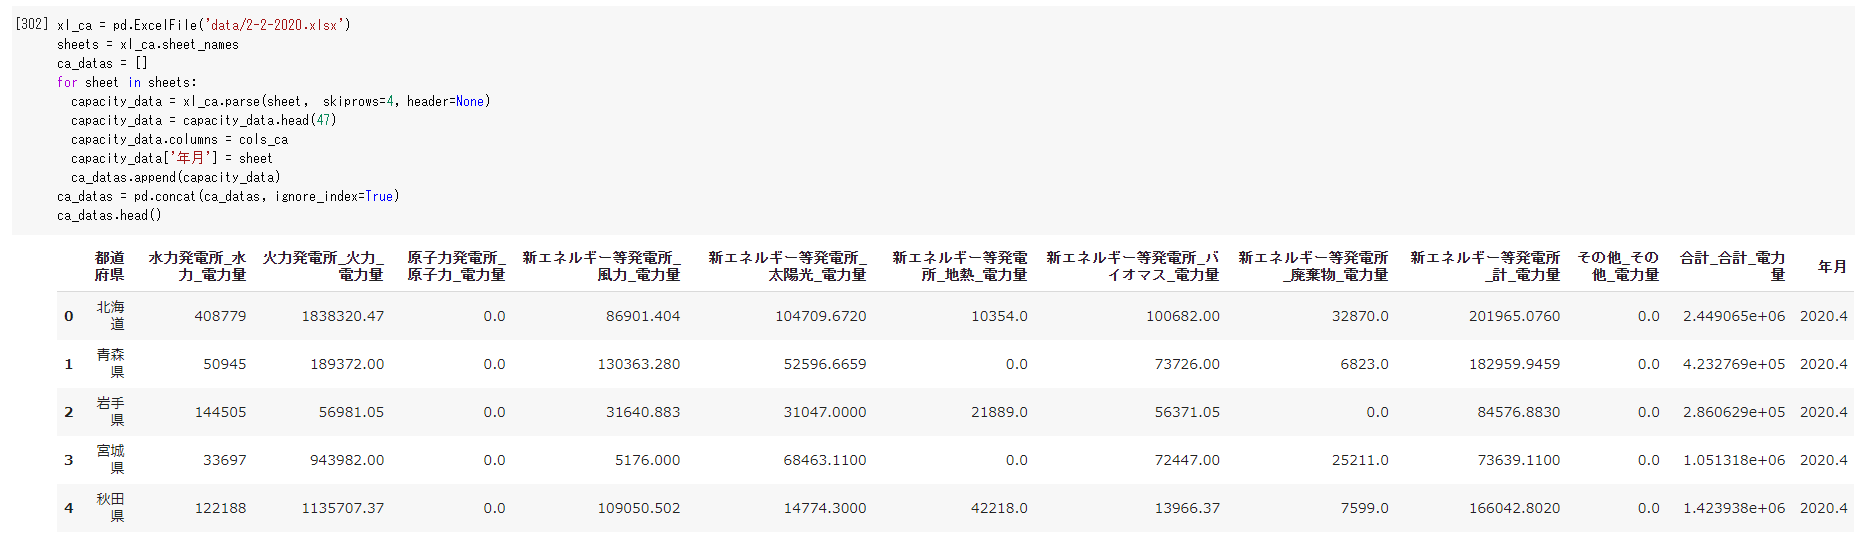 [302] xl_ca = pd.ExcelFile('data/2-2-2020.xlsx')
sheets = xl_ca.sheet_names
ca_datas = []
for sheet in sheets:
  capacity_data = xl_ca.parse(sheet,  skiprows=4, header=None)
  capacity_data = capacity_data.head(47)
  capacity_data.columns = cols_ca
  capacity_data['年月'] = sheet
  ca_datas.append(capacity_data)
ca_datas = pd.concat(ca_datas, ignore_index=True)
ca_datas.head()
都道 水力発電所_水 火力発電所_火力_ 原子力発電所_ 新エネルギー等発電所_ 新エネルギー等発電所_ 新エネルギー等発電 新エネルギー等発電所_バ 新エネルギー等発電所 新エネルギー等発電所 その他_その 合計_合計_電力 年月
府県 力_電力量 電力量 原子力_電力量 風力_電力量 太陽光_電力量 所_地熱_電力量 イオマス_電力量 _廃棄物_電力量 _計_電力量 他_電力量 量
0 北海 408779 1838320.47 0.0 86901.404 104709.6720 10354.0 100682.00 32870.0 201965.0760 0.0 2.449065e+06 2020.4
道
1 青森 50945 189372.00 0.0 130363.280 52596.6659 0.0 73726.00 6823.0 182959.9459 0.0 4.232769e+05 2020.4
県
2 岩手 144505 56981.05 0.0 31640.883 31047.0000 21889.0 56371.05 0.0 84576.8830 0.0 2.860629e+05 2020.4
県
3 宮城 33697 943982.00 0.0 5176.000 68463.1100 0.0 72447.00 25211.0 73639.1100 0.0 1.051318e+06 2020.4
県
4 秋田 122188 1135707.37 0.0 109050.502 14774.3000 42218.0 13966.37 7599.0 166042.8020 0.0 1.423938e+06 2020.4
県